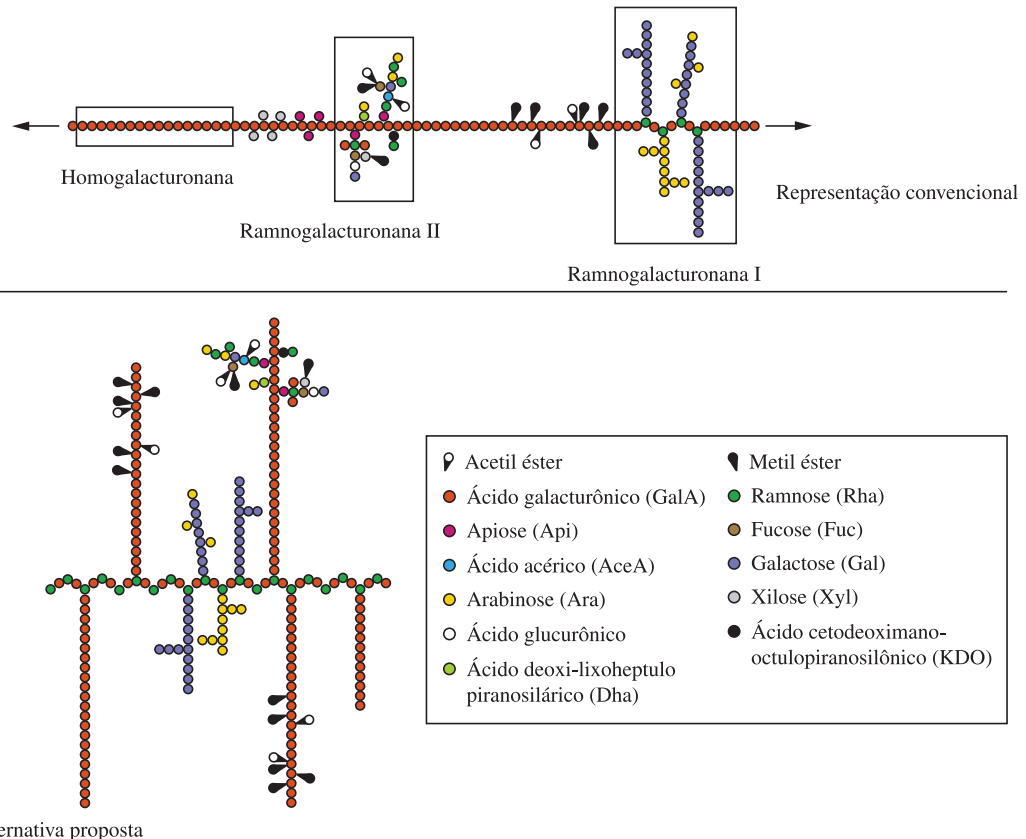 Homogalacturonana
Ramnogalacturonana II
Representação convencional
Ramnogalacturonana I
Acetil éster
Ácido galacturônico (GalA)
Apiose (Api)
Ácido acérico (AceA)
Arabinose (Ara)
Ácido glucurônico
Ácido deoxi-lixoheptulo
piranosilárico (Dha)
Metil éster
Ramnose (Rha)
Fucose (Fuc)
Galactose (Gal)
Xilose (Xyl)
Ácido cetodeoximano-
octulopiranosilônico (KDO)
ernativa proposta